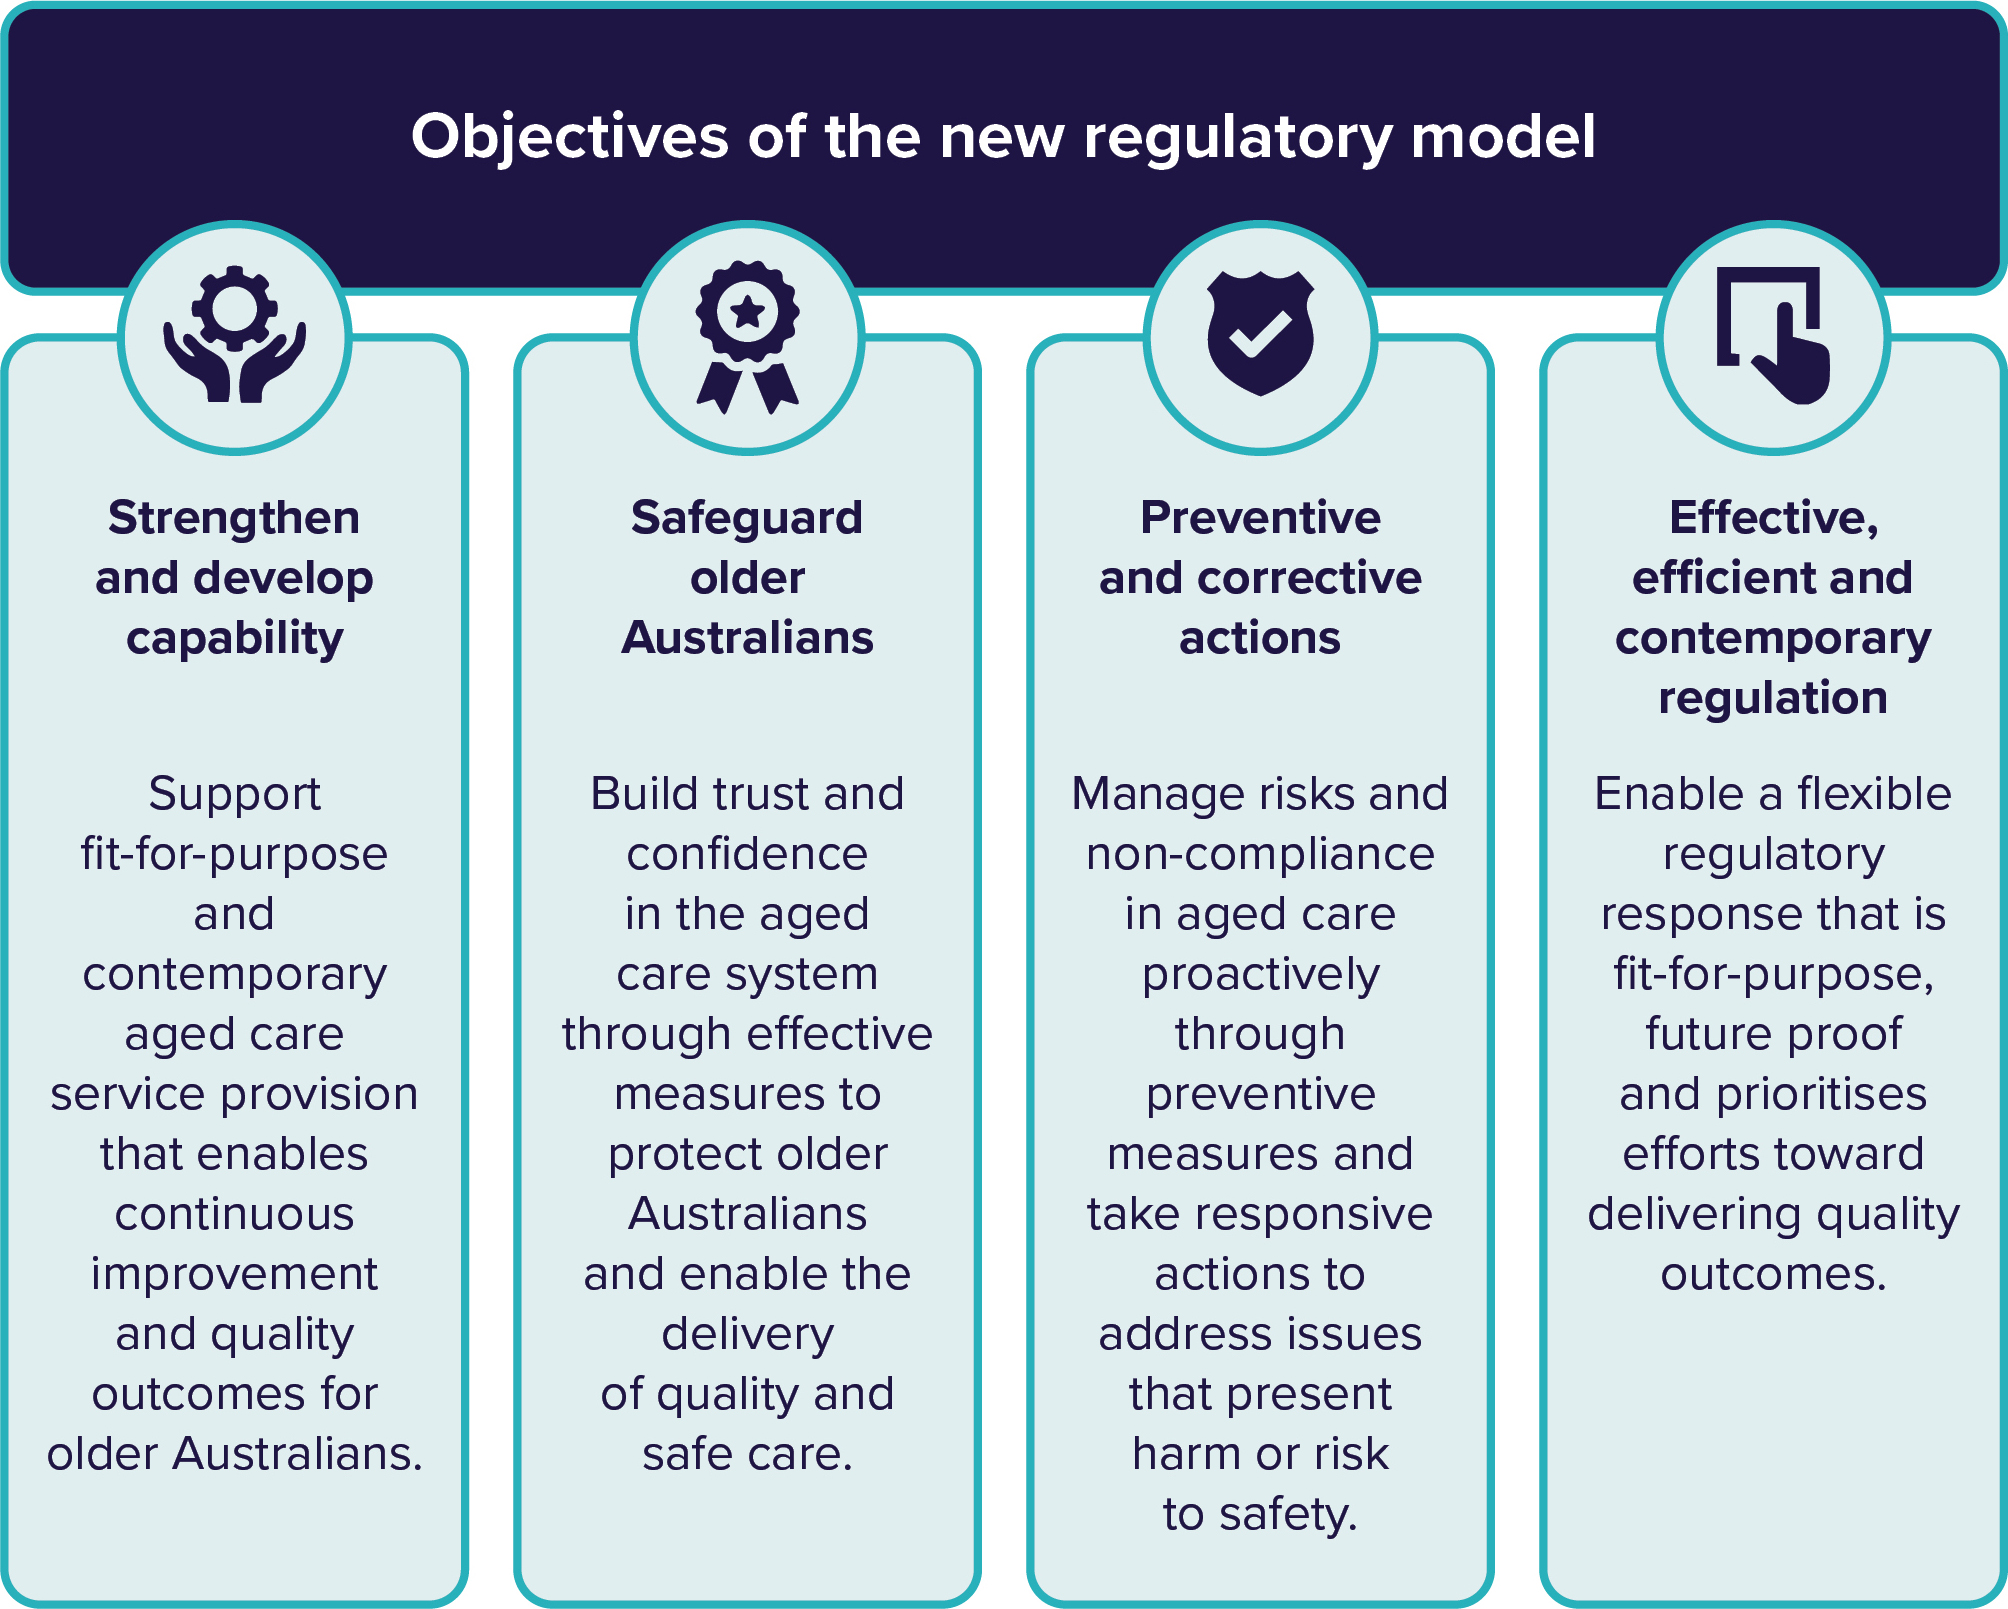 Objectives of the new regulatory model
Strengthen
and develop
capability
Support
fit-for-purpose
and
contemporary
aged care
service provision
that enables
continuous
improvement
and quality
outcomes for
older Australians.
Safeguard
older
Australians
Build trust and
confidence
in the aged
care system
through effective
measures to
protect older
Australians
and enable the
delivery
of quality and
safe care.
Preventive
and corrective
actions
Manage risks and
non-compliance
in aged care
proactively
through
preventive
measures and
take responsive
actions to
address issues
that present
harm or risk
to safety.
Effective,
efficient and
contemporary
regulation
Enable a flexible
regulatory
response that is
fit-for-purpose,
future proof
and prioritises
efforts toward
delivering quality
outcomes.